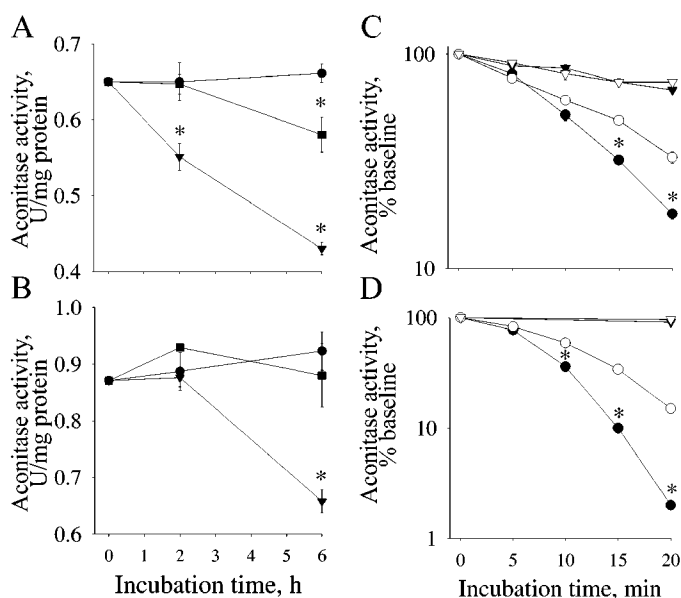 A
Aconitase activity,
U/mg protein
0.7
0.6
0.5
0.4
*
*
*
B
Aconitase activity,
U/mg protein
1.0
0.9
0.8
0.7
0.6
*
0 1 2 3 4 5 6
Incubation time, h
C
Aconitase activity,
% baseline
100
10
*
*
D
Aconitase activity,
% baseline
100
10
1
*
*
*
0 5 10 15 20
Incubation time, min